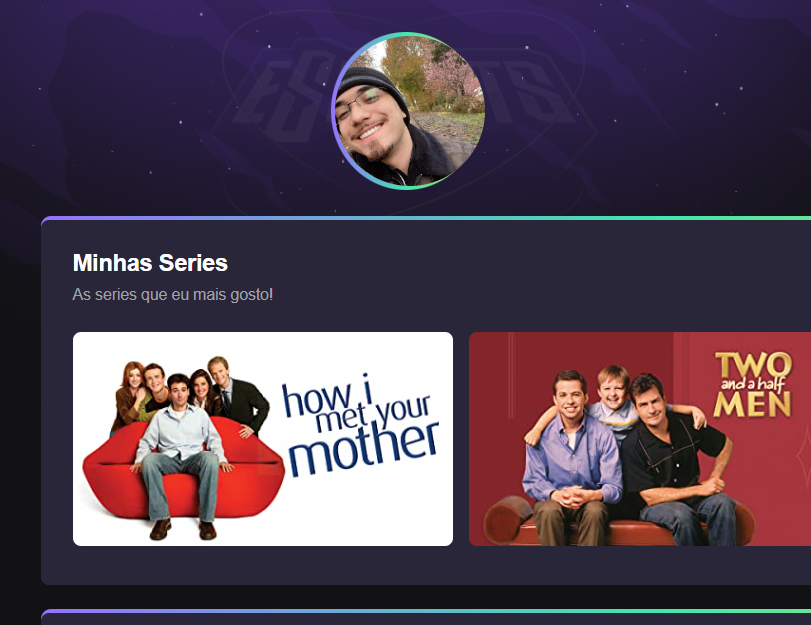 Minhas Series
As series que eu mais gosto!
how i
met your
mother
TWO
and a half
MEN